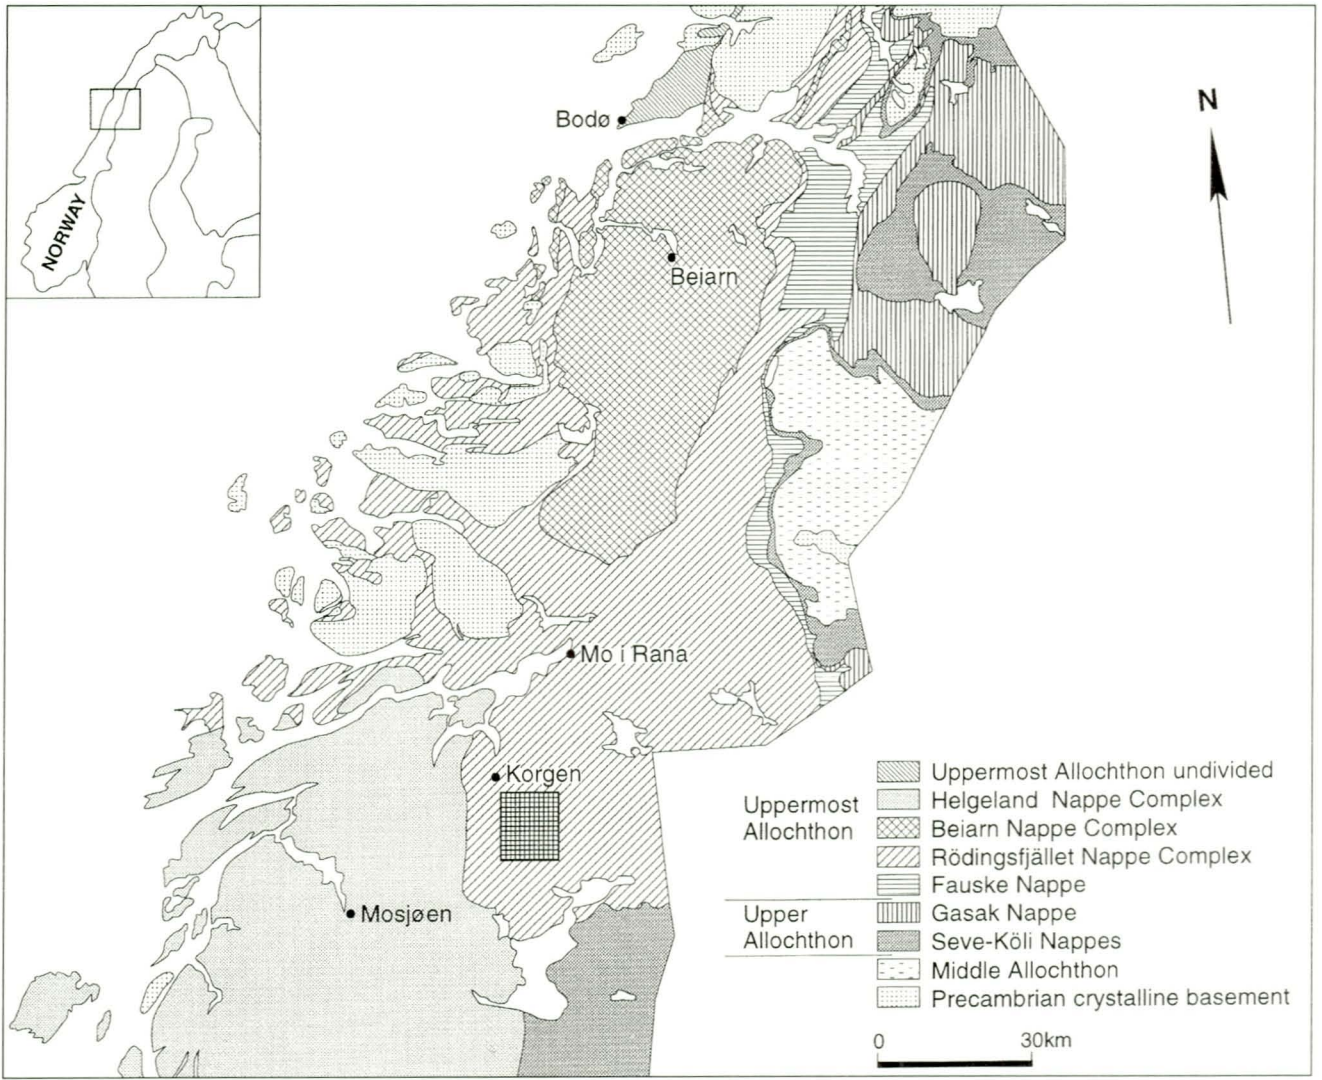 NORWAY
N
Bodø
Beiarn
Mo i Rana
Korgen
Mosjøen
Uppermost
Allochthon
Upper
Allochthon
Uppermost Allochthon undivided
Helgeland Nappe Complex
Beiarn Nappe Complex
Rödingsfjället Nappe Complex
Fauske Nappe
Gasak Nappe
Seve-Köli Nappes
Middle Allochthon
Precambrian crystalline basement
0 30km